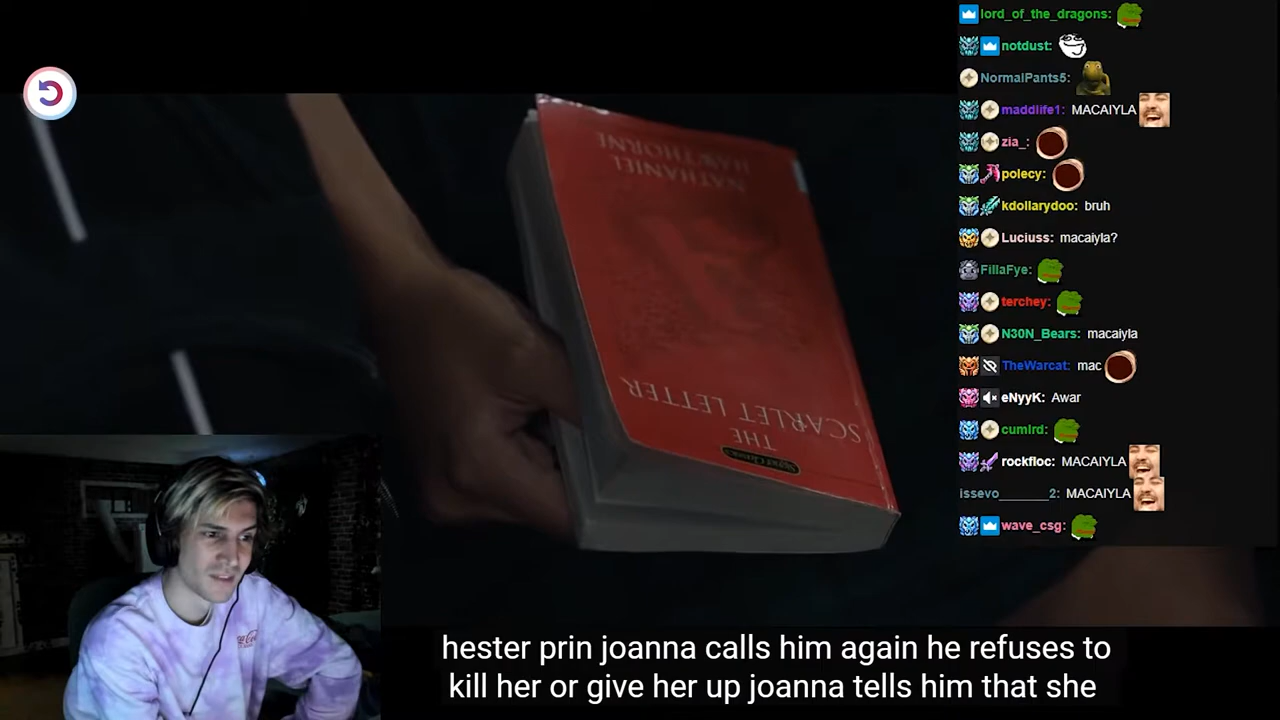 lord_of_the_dragons:
notdust:
NormalPants5:
maddlife1: MACAIYLA
zia_:
polecy:
kdollarydoo: bruh
Luciuss: macaiyla?
FillaFye:
terchey:
N30N_Bears: macaiyla
TheWarcat: mac
eNyyK: Awar
cumlrd:
rockfloc: MACAIYLA
issevo_______2: MACAIYLA
wave_csg:
NATHANIEL
HAWTHORNE
THE
SCARLET LETTER
Signet Classics
hester prin joanna calls him again he refuses to
kill her or give her up joanna tells him that she